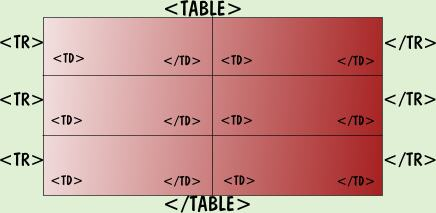 <TABLE>
<TR> </TR>
<TD> </TD> <TD> </TD>
<TR> </TR>
<TD> </TD> <TD> </TD>
<TR> </TR>
<TD> </TD> <TD> </TD>
</TABLE>